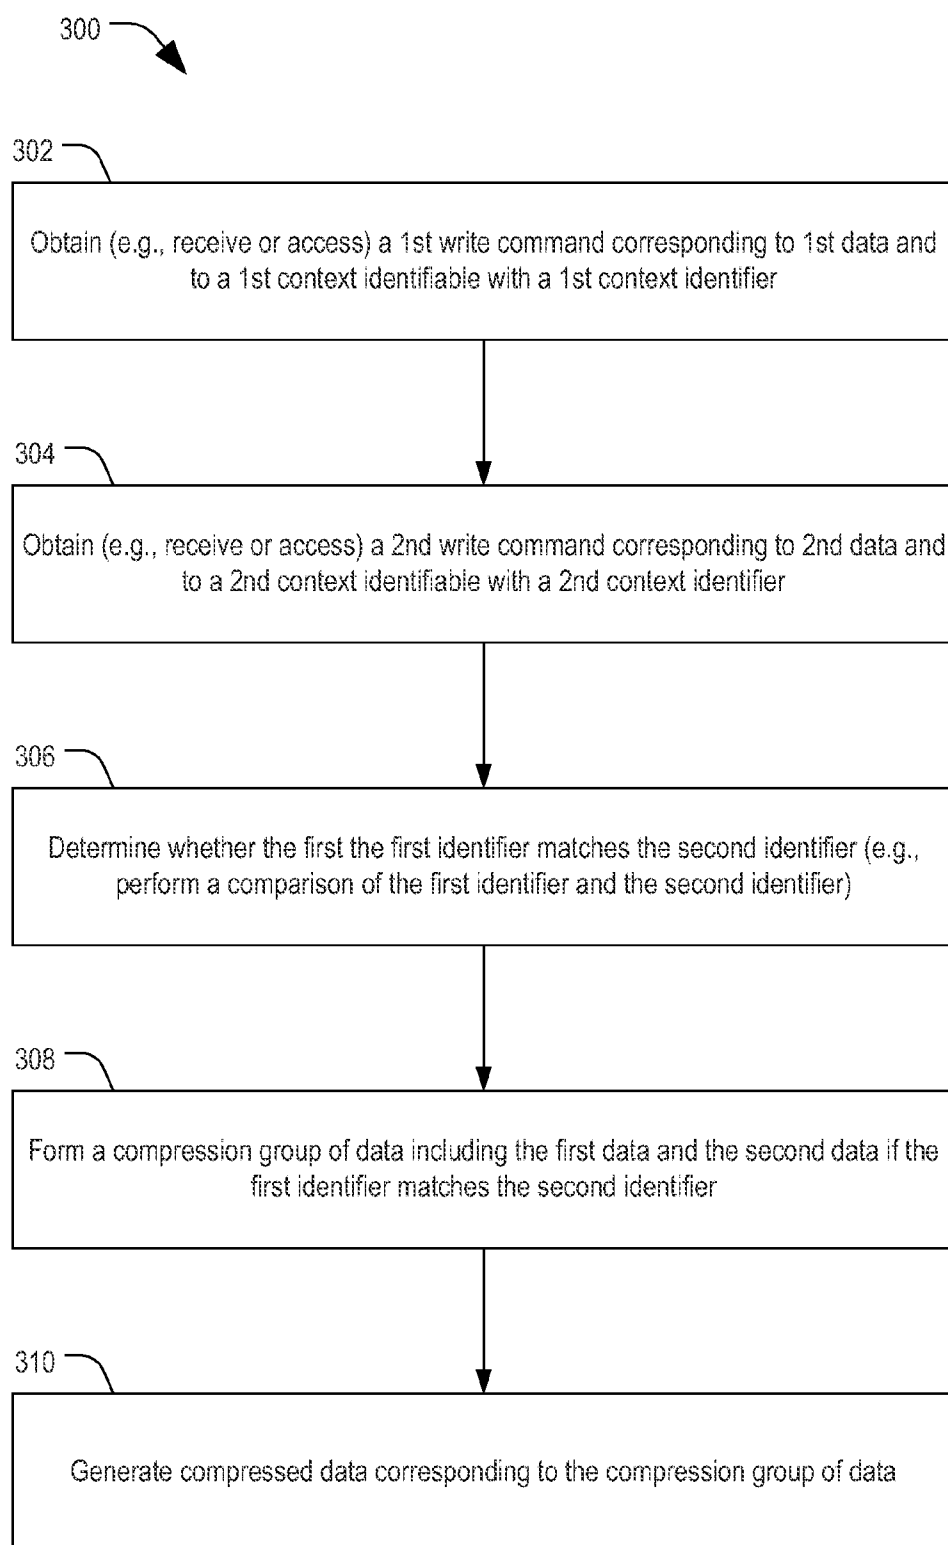 300
302
Obtain (e.g., receive or access) a 1st write command corresponding to 1st data and
to a 1st context identifiable with a 1st context identifier
304
Obtain (e.g., receive or access) a 2nd write command corresponding to 2nd data and
to a 2nd context identifiable with a 2nd context identifier
306
Determine whether the first the first identifier matches the second identifier (e.g.,
perform a comparison of the first identifier and the second identifier)
308
Form a compression group of data including the first data and the second data if the
first identifier matches the second identifier
310
Generate compressed data corresponding to the compression group of data